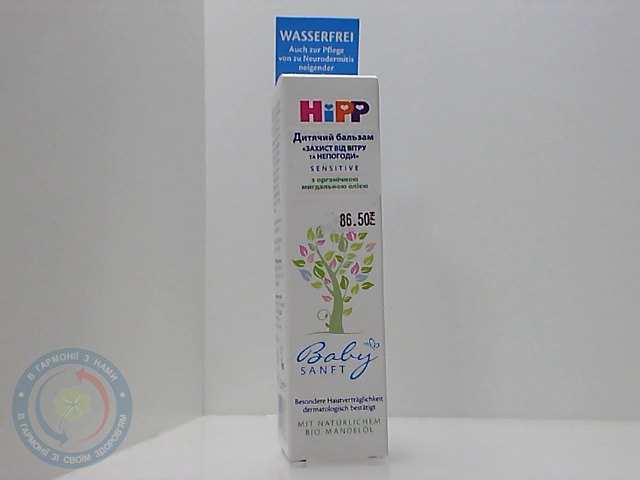 WASSERFREI
Auch zur Pflege
von zu Neurodermitis
neigender
HiPP
Дитячий бальзам
«ЗАХИСТ ВІД ВІТРУ
ТА НЕПОГОДИ»
SENSITIVE
з органічною
мигдальною олією
86.50
Baby
SANFT
Besondere Hautverträglichkeit
dermatologisch bestätigt
MIT NATÜRLICHEM
BIO-MANDELÖL
В ГАРМОНІЇ З НАМИ
В ГАРМОНІЇ ЗІ СВОЇМ ЗДОРОВ'ЯМ